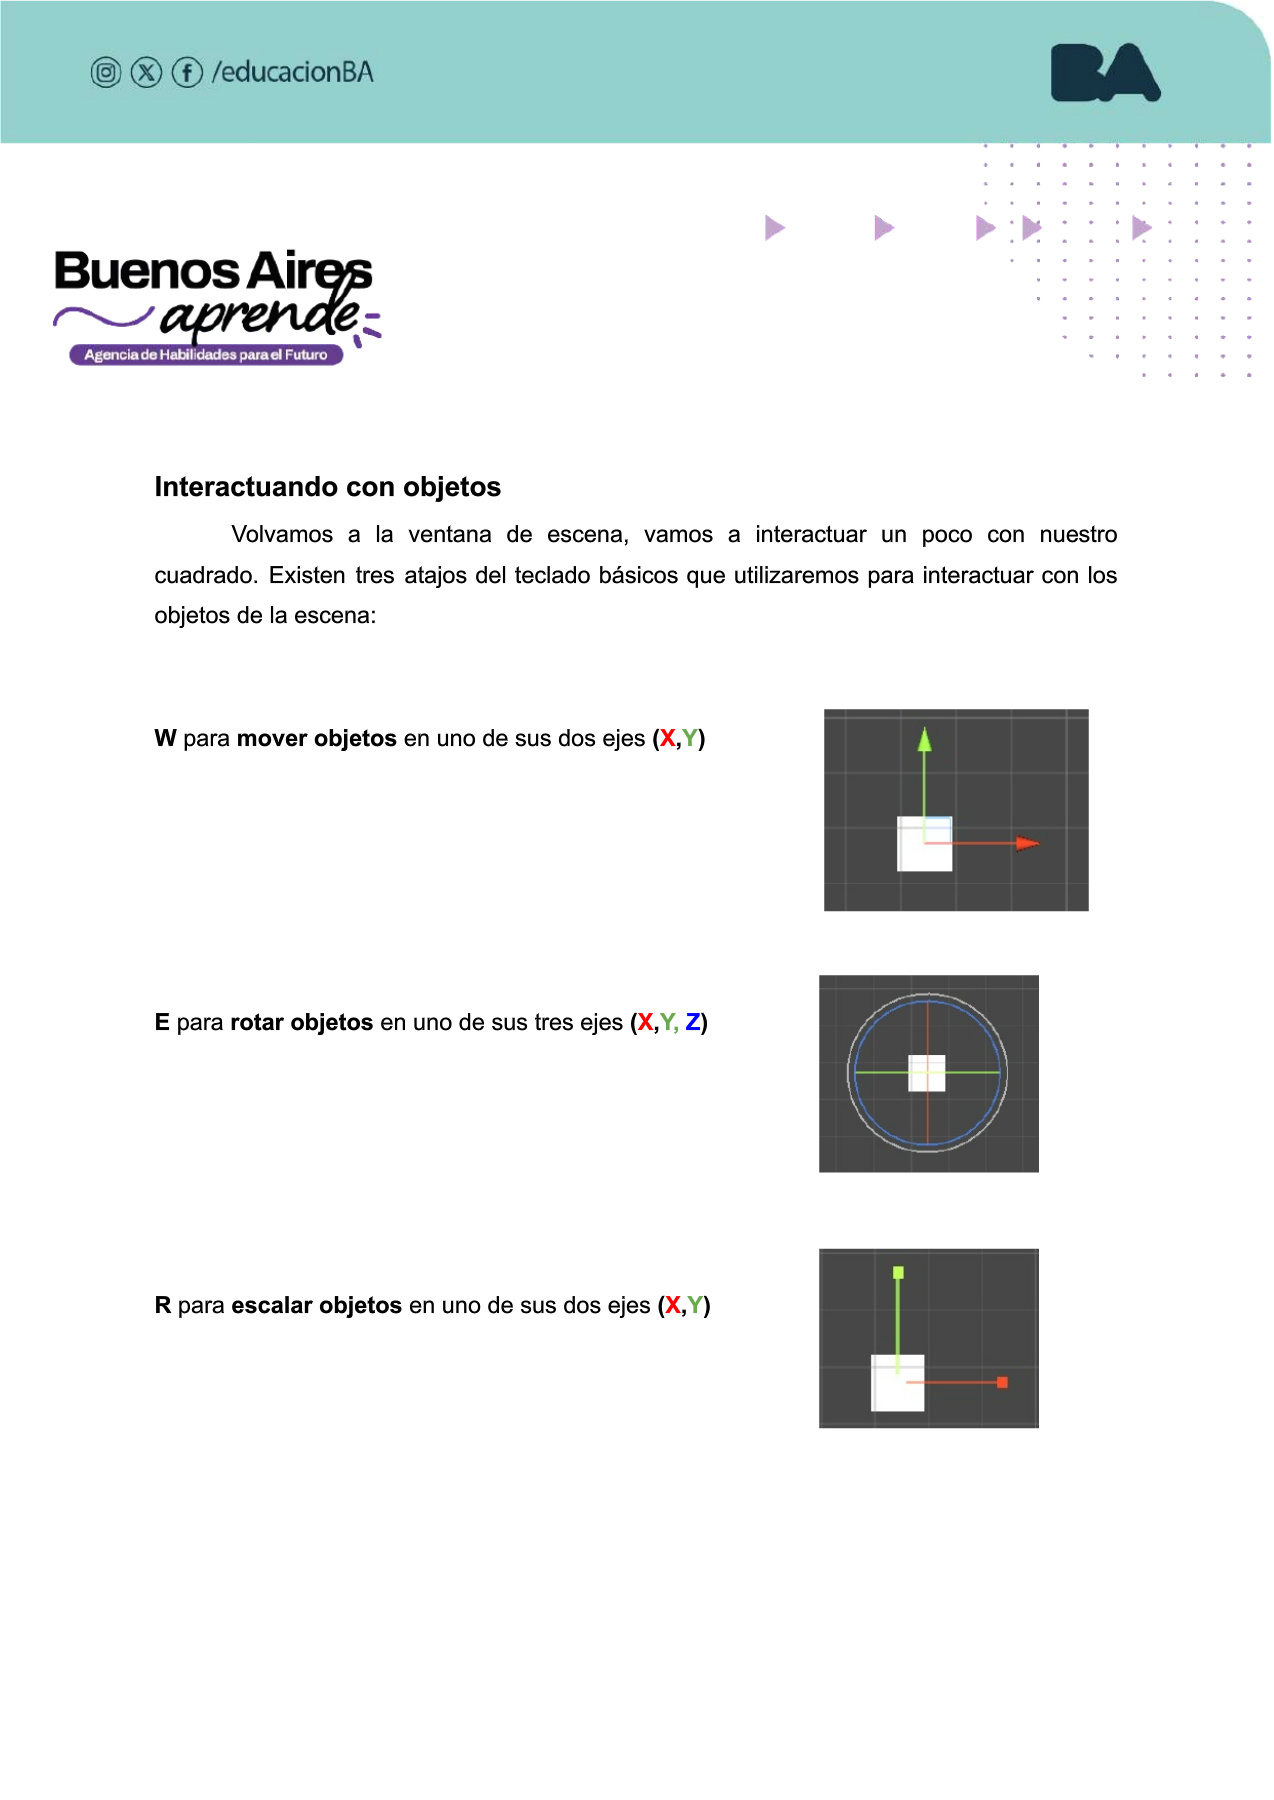 /educacionBA
BA
Buenos Aires
aprende
Agencia de Habilidades para el Futuro
Interactuando con objetos
Volvamos a la ventana de escena, vamos a interactuar un poco con nuestro
cuadrado. Existen tres atajos del teclado básicos que utilizaremos para interactuar con los
objetos de la escena:
W para mover objetos en uno de sus dos ejes (X,Y)
E para rotar objetos en uno de sus tres ejes (X,Y, Z)
R para escalar objetos en uno de sus dos ejes (X,Y)